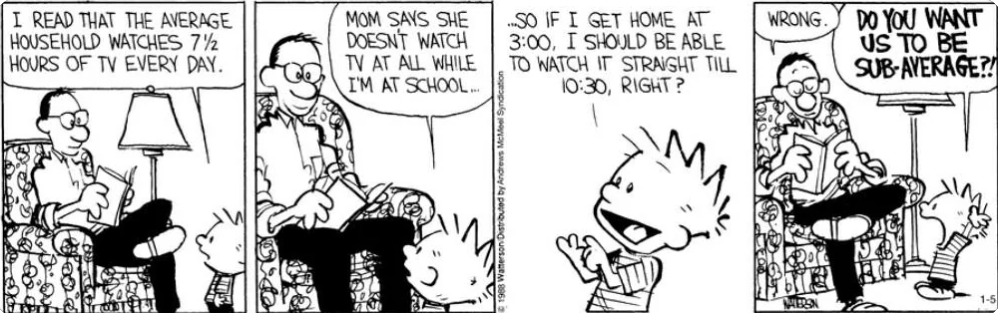 I READ THAT THE AVERAGE
HOUSEHOLD WATCHES 7½
HOURS OF TV EVERY DAY.
MOM SAYS SHE
DOESN'T WATCH
TV AT ALL WHILE
I'M AT SCHOOL...
© 1988 Watterson/Distributed by Andrews McMeel Syndication
...SO IF I GET HOME AT
3:00, I SHOULD BE ABLE
TO WATCH IT STRAIGHT TILL
10:30, RIGHT?
WRONG.
DO YOU WANT
US TO BE
SUB-AVERAGE?!
WATTERSON
1-5